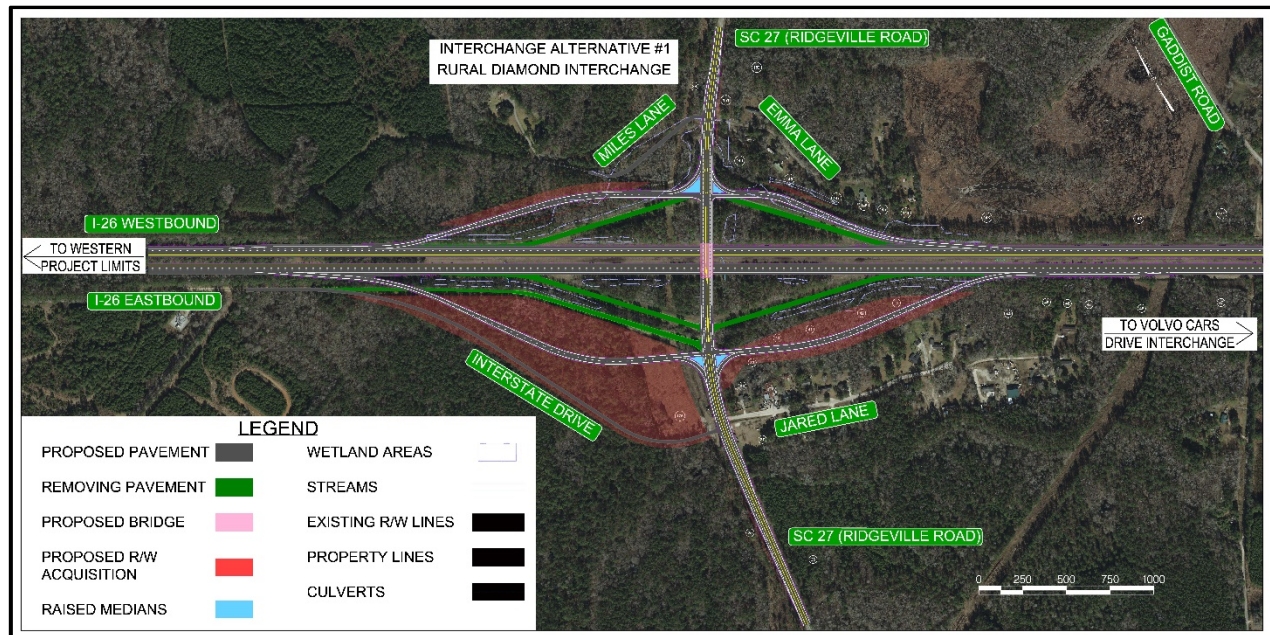 INTERCHANGE ALTERNATIVE #1
RURAL DIAMOND INTERCHANGE
SC 27 (RIDGEVILLE ROAD)
GADDIST ROAD
MILES LANE
EMMA LANE
I-26 WESTBOUND
TO WESTERN
PROJECT LIMITS
I-26 EASTBOUND
TO VOLVO CARS
DRIVE INTERCHANGE
INTERSTATE DRIVE
JARED LANE
SC 27 (RIDGEVILLE ROAD)
LEGEND
PROPOSED PAVEMENT
REMOVING PAVEMENT
PROPOSED BRIDGE
PROPOSED R/W
ACQUISITION
RAISED MEDIANS
WETLAND AREAS
STREAMS
EXISTING R/W LINES
PROPERTY LINES
CULVERTS
0 250 500 750 1000